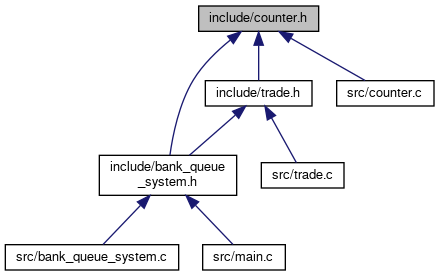 include/counter.h
include/trade.h
src/counter.c
include/bank_queue
_system.h
src/trade.c
src/bank_queue_system.c
src/main.c